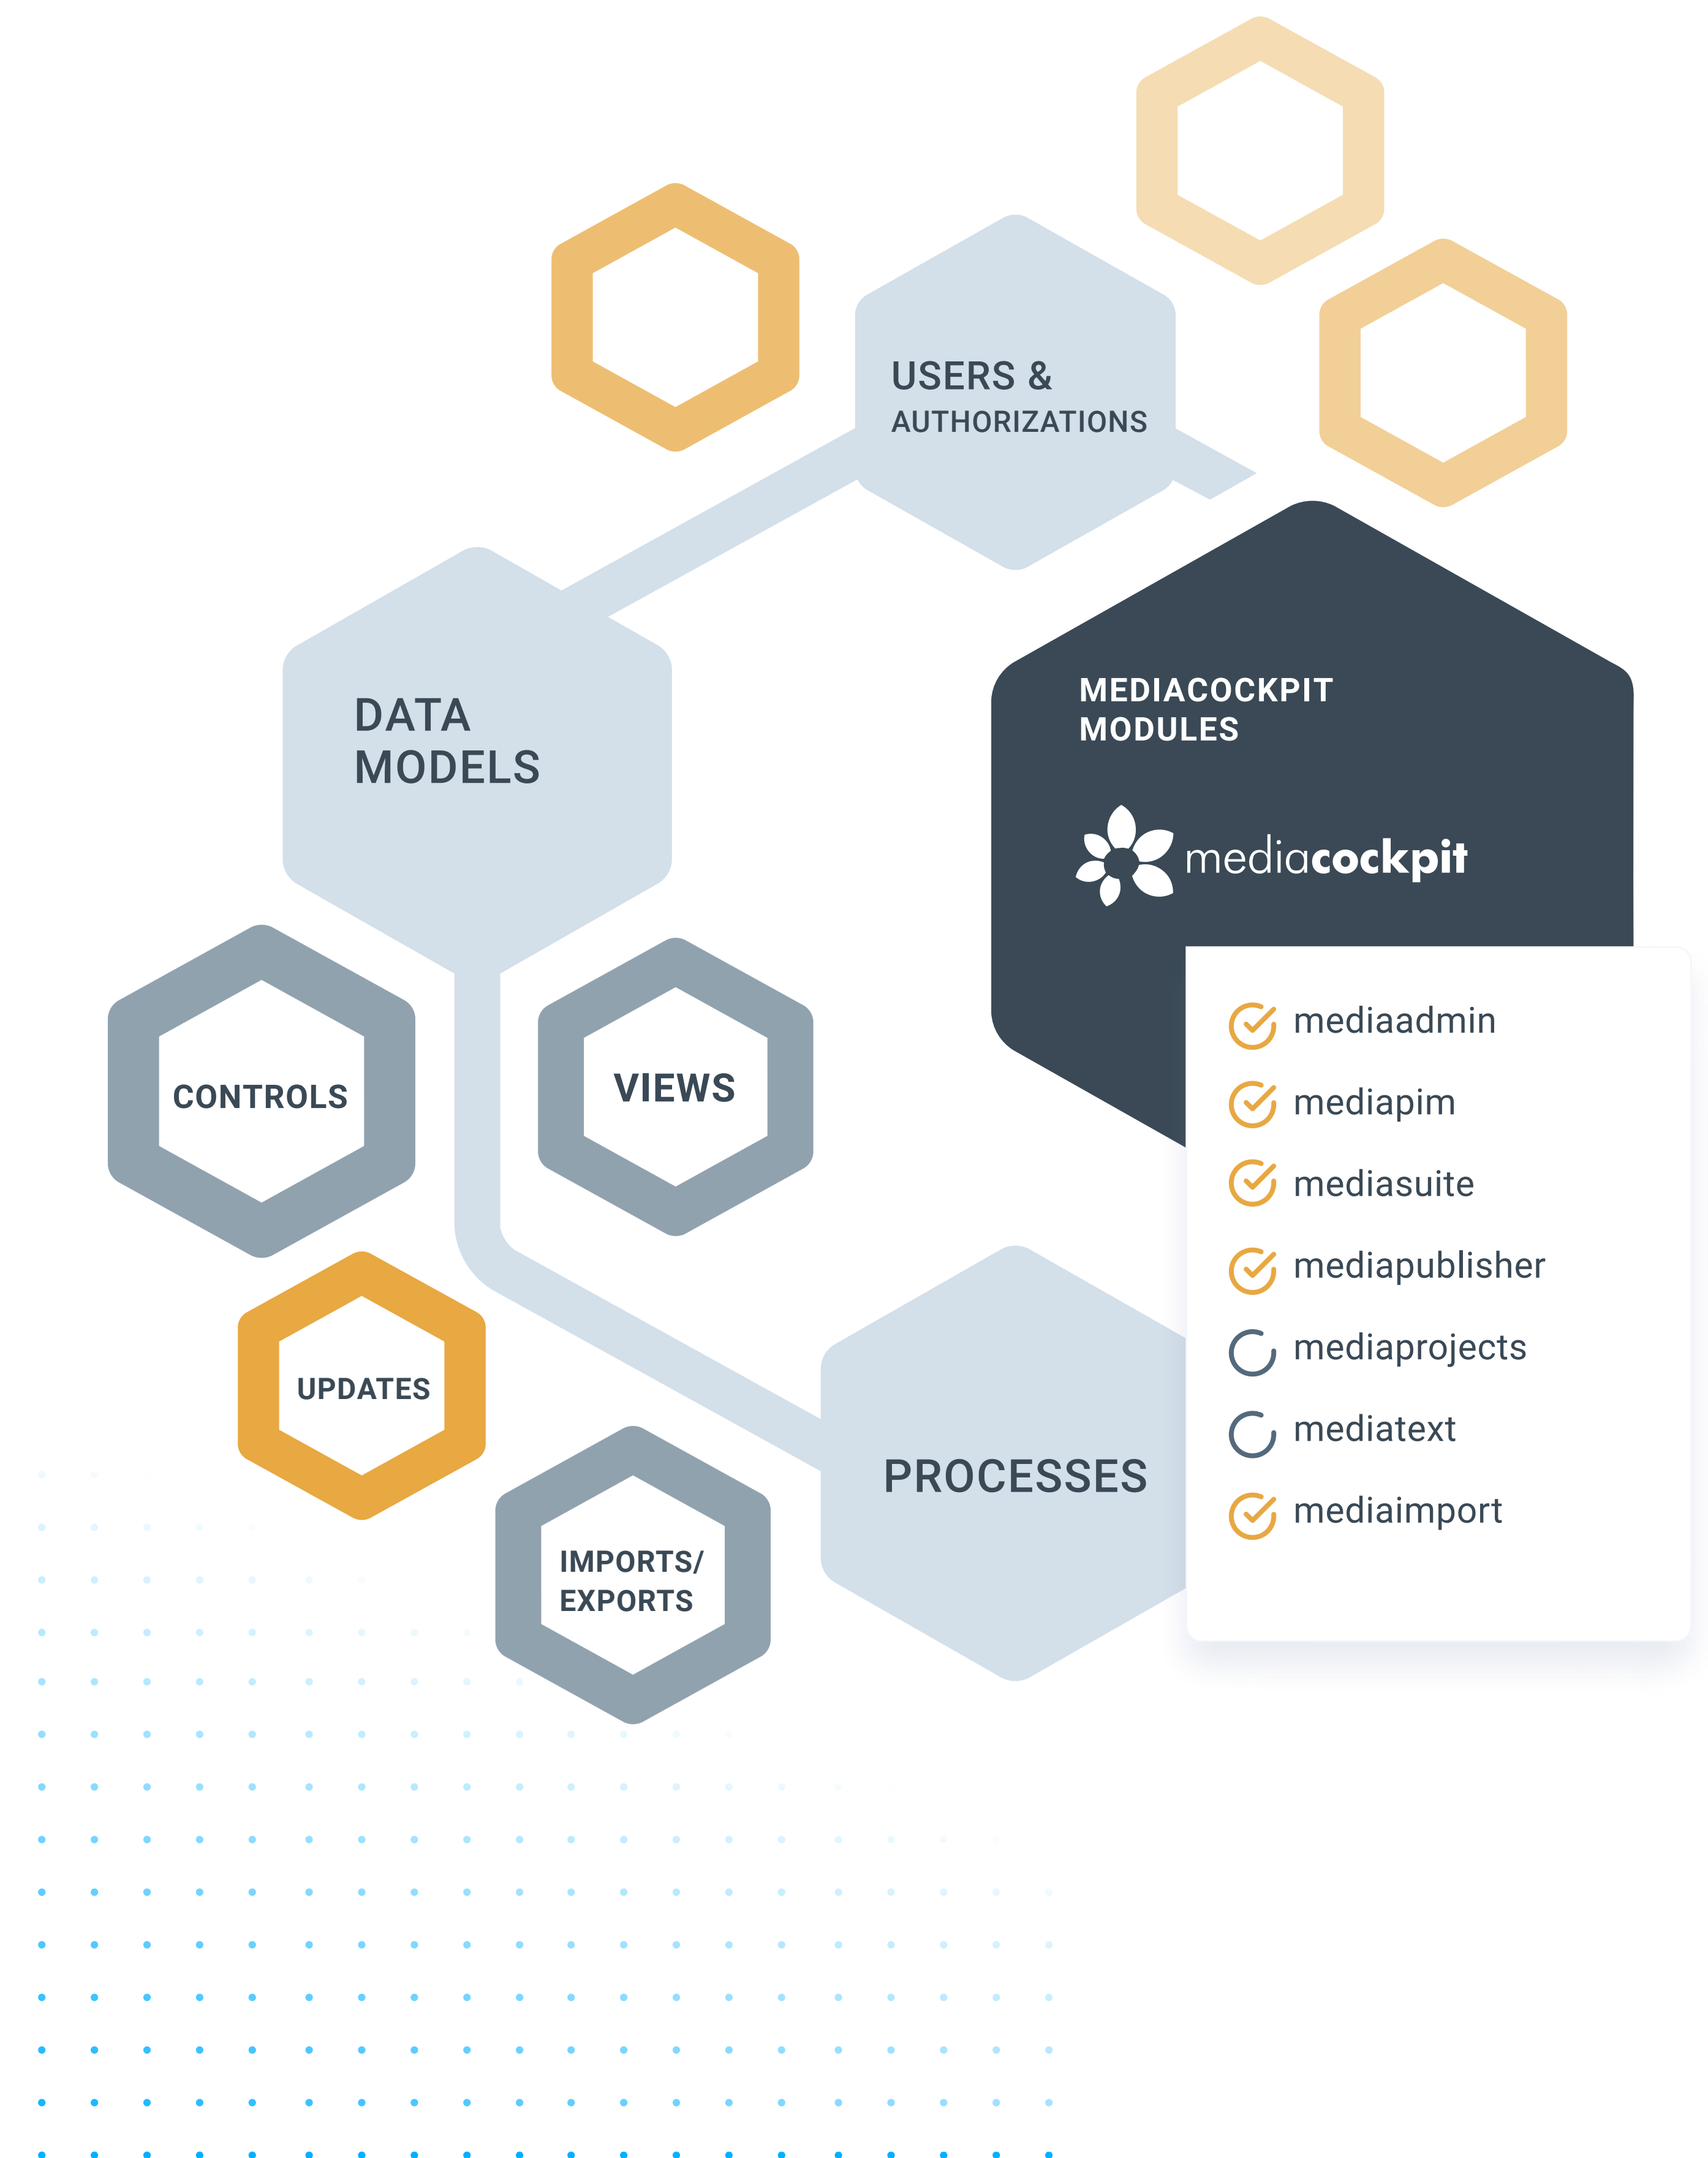 USERS &
AUTHORIZATIONS
DATA
MODELS
MEDIACOCKPIT
MODULES
mediacockpit
CONTROLS
VIEWS
UPDATES
IMPORTS/
EXPORTS
PROCESSES
mediaadmin
mediapim
mediasuite
mediapublisher
mediaprojects
mediatext
mediaimport